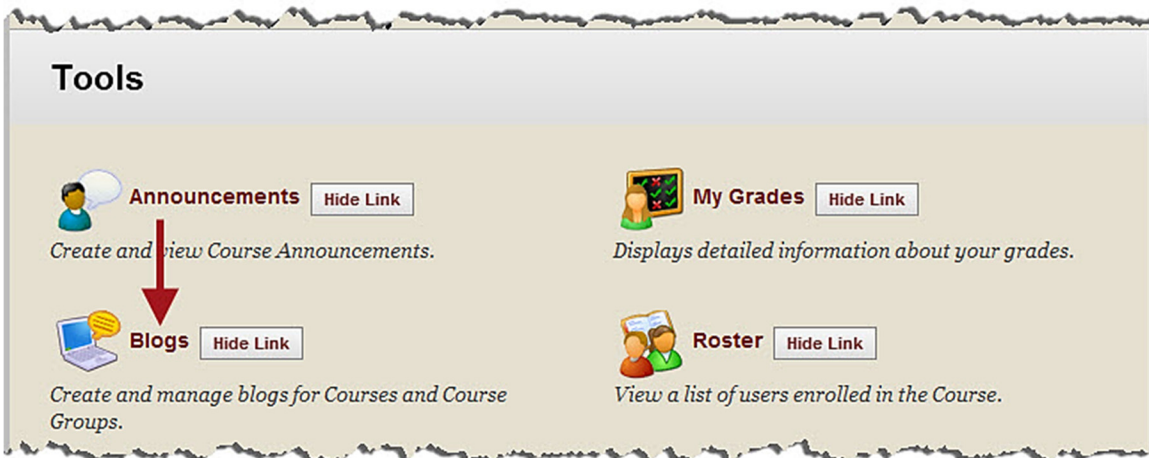 Tools
Announcements Hide Link
Create and view Course Announcements.
My Grades Hide Link
Displays detailed information about your grades.
Blogs Hide Link
Create and manage blogs for Courses and Course
Groups.
Roster Hide Link
View a list of users enrolled in the Course.